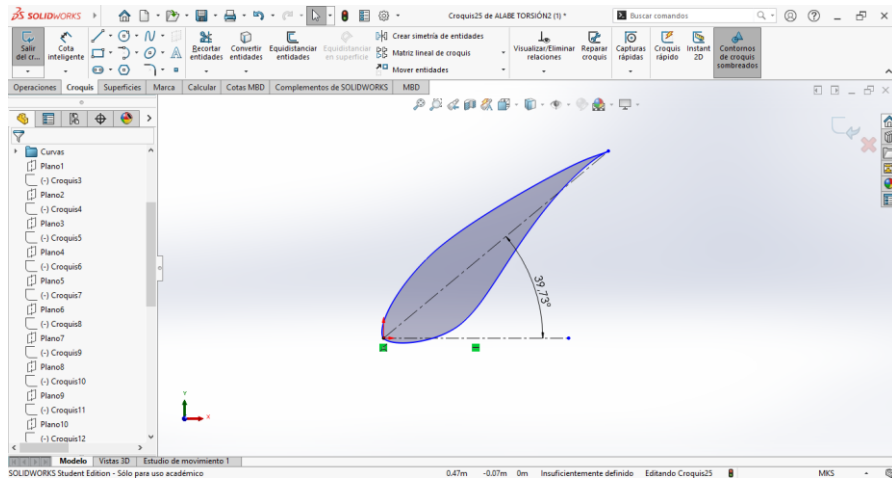 SOLIDWORKS
Croquis25 de ALABE TORSIÓN2 (1) *
Buscar comandos
Salir del cr...
Cota inteligente
Recortar entidades
Convertir entidades
Equidistanciar entidades
Equidistanciar en superficie
Simetría de entidades
Matriz lineal de croquis
Mover entidades
Visualizar/Eliminar relaciones
Reparar croquis
Capturas rápidas
Croquis rápido
Instant 2D
Contornos de croquis sombreados
Operaciones Croquis Superficies Marca Calcular Cotas MBD Complementos de SOLIDWORKS MBD
Curvas
Plano1
(-) Croquis3
Plano2
(-) Croquis4
Plano3
(-) Croquis5
Plano4
(-) Croquis6
Plano5
(-) Croquis7
Plano6
(-) Croquis8
Plano7
(-) Croquis9
Plano8
(-) Croquis10
Plano9
(-) Croquis11
Plano10
(-) Croquis12
39,73°
Y
X
Modelo Vistas 3D Estudio de movimiento 1
SOLIDWORKS Student Edition - Sólo para uso académico
0.47m -0.07m 0m Insuficientemente definido Editando Croquis25
MKS